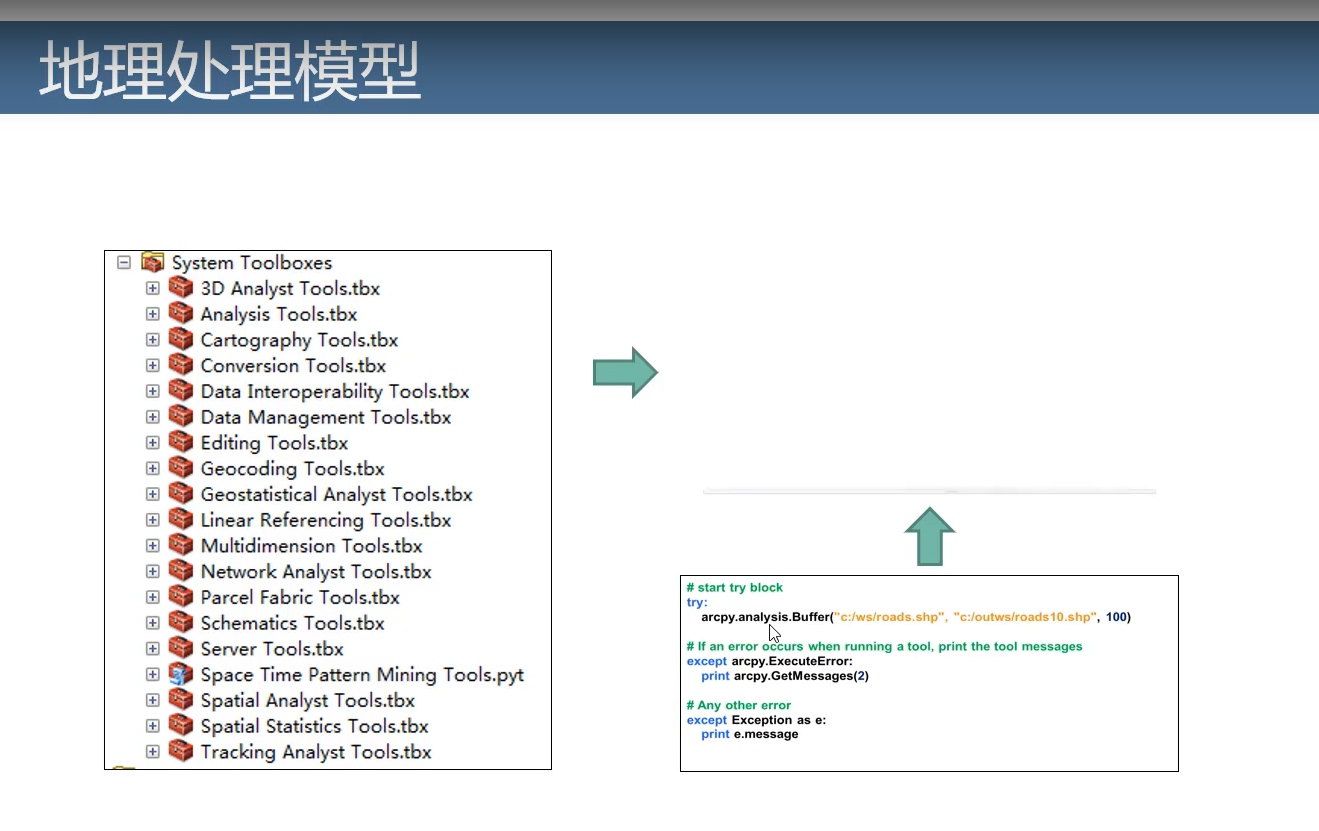 地理处理模型
System Toolboxes
3D Analyst Tools.tbx
Analysis Tools.tbx
Cartography Tools.tbx
Conversion Tools.tbx
Data Interoperability Tools.tbx
Data Management Tools.tbx
Editing Tools.tbx
Geocoding Tools.tbx
Geostatistical Analyst Tools.tbx
Linear Referencing Tools.tbx
Multidimension Tools.tbx
Network Analyst Tools.tbx
Parcel Fabric Tools.tbx
Schematics Tools.tbx
Server Tools.tbx
Space Time Pattern Mining Tools.pyt
Spatial Analyst Tools.tbx
Spatial Statistics Tools.tbx
Tracking Analyst Tools.tbx
# start try block
try:
arcpy.analysis.Buffer("c:/ws/roads.shp", "c:/outws/roads10.shp", 100)
# If an error occurs when running a tool, print the tool messages
except arcpy.ExecuteError:
print arcpy.GetMessages(2)
# Any other error
except Exception as e:
print e.message